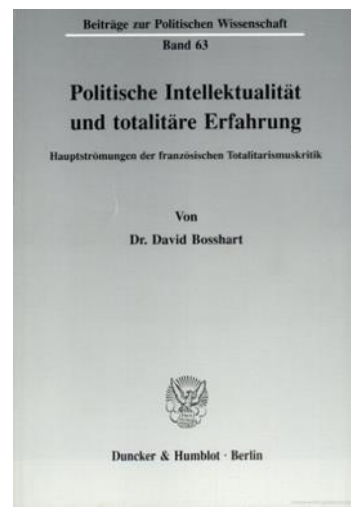 Beiträge zur Politischen Wissenschaft
Band 63
Politische Intellektualität
und totalitäre Erfahrung
Hauptströmungen der französischen Totalitarismuskritik
Von
Dr. David Bosshart
Duncker & Humblot · Berlin